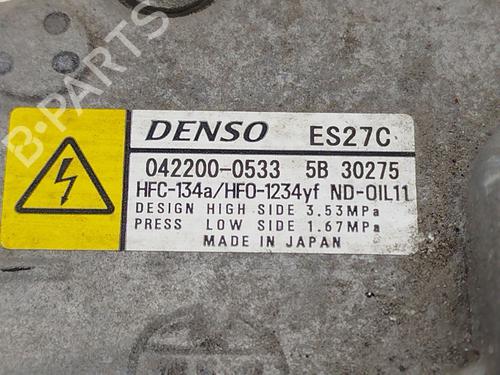 B-PARTS
DENSO ES27C
042200-0533 5B 30275
HFC-134a/HFO-1234yf ND-OIL11
DESIGN HIGH SIDE 3.53MPa
PRESS LOW SIDE 1.67MPa
MADE IN JAPAN